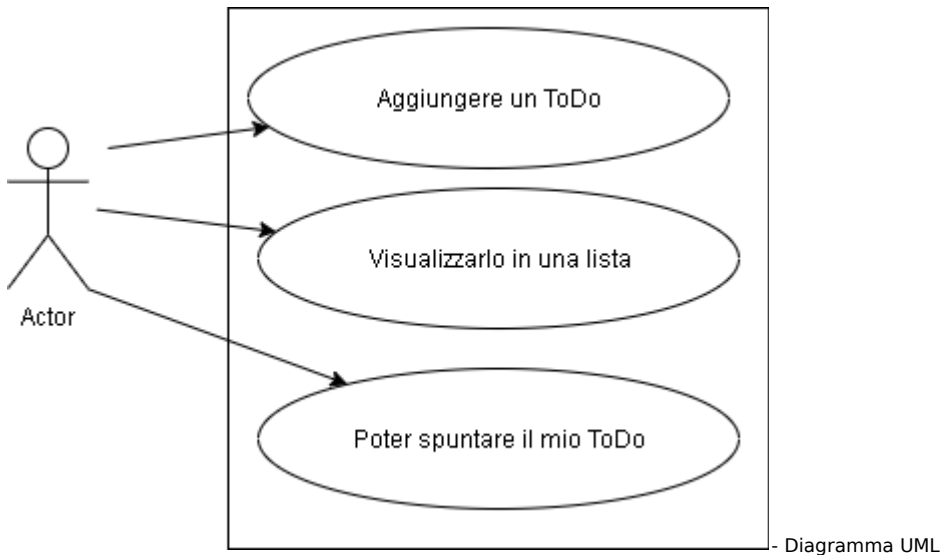 Aggiungere un ToDo
Visualizzarlo in una lista
Actor
Poter spuntare il mio ToDo
- Diagramma UML